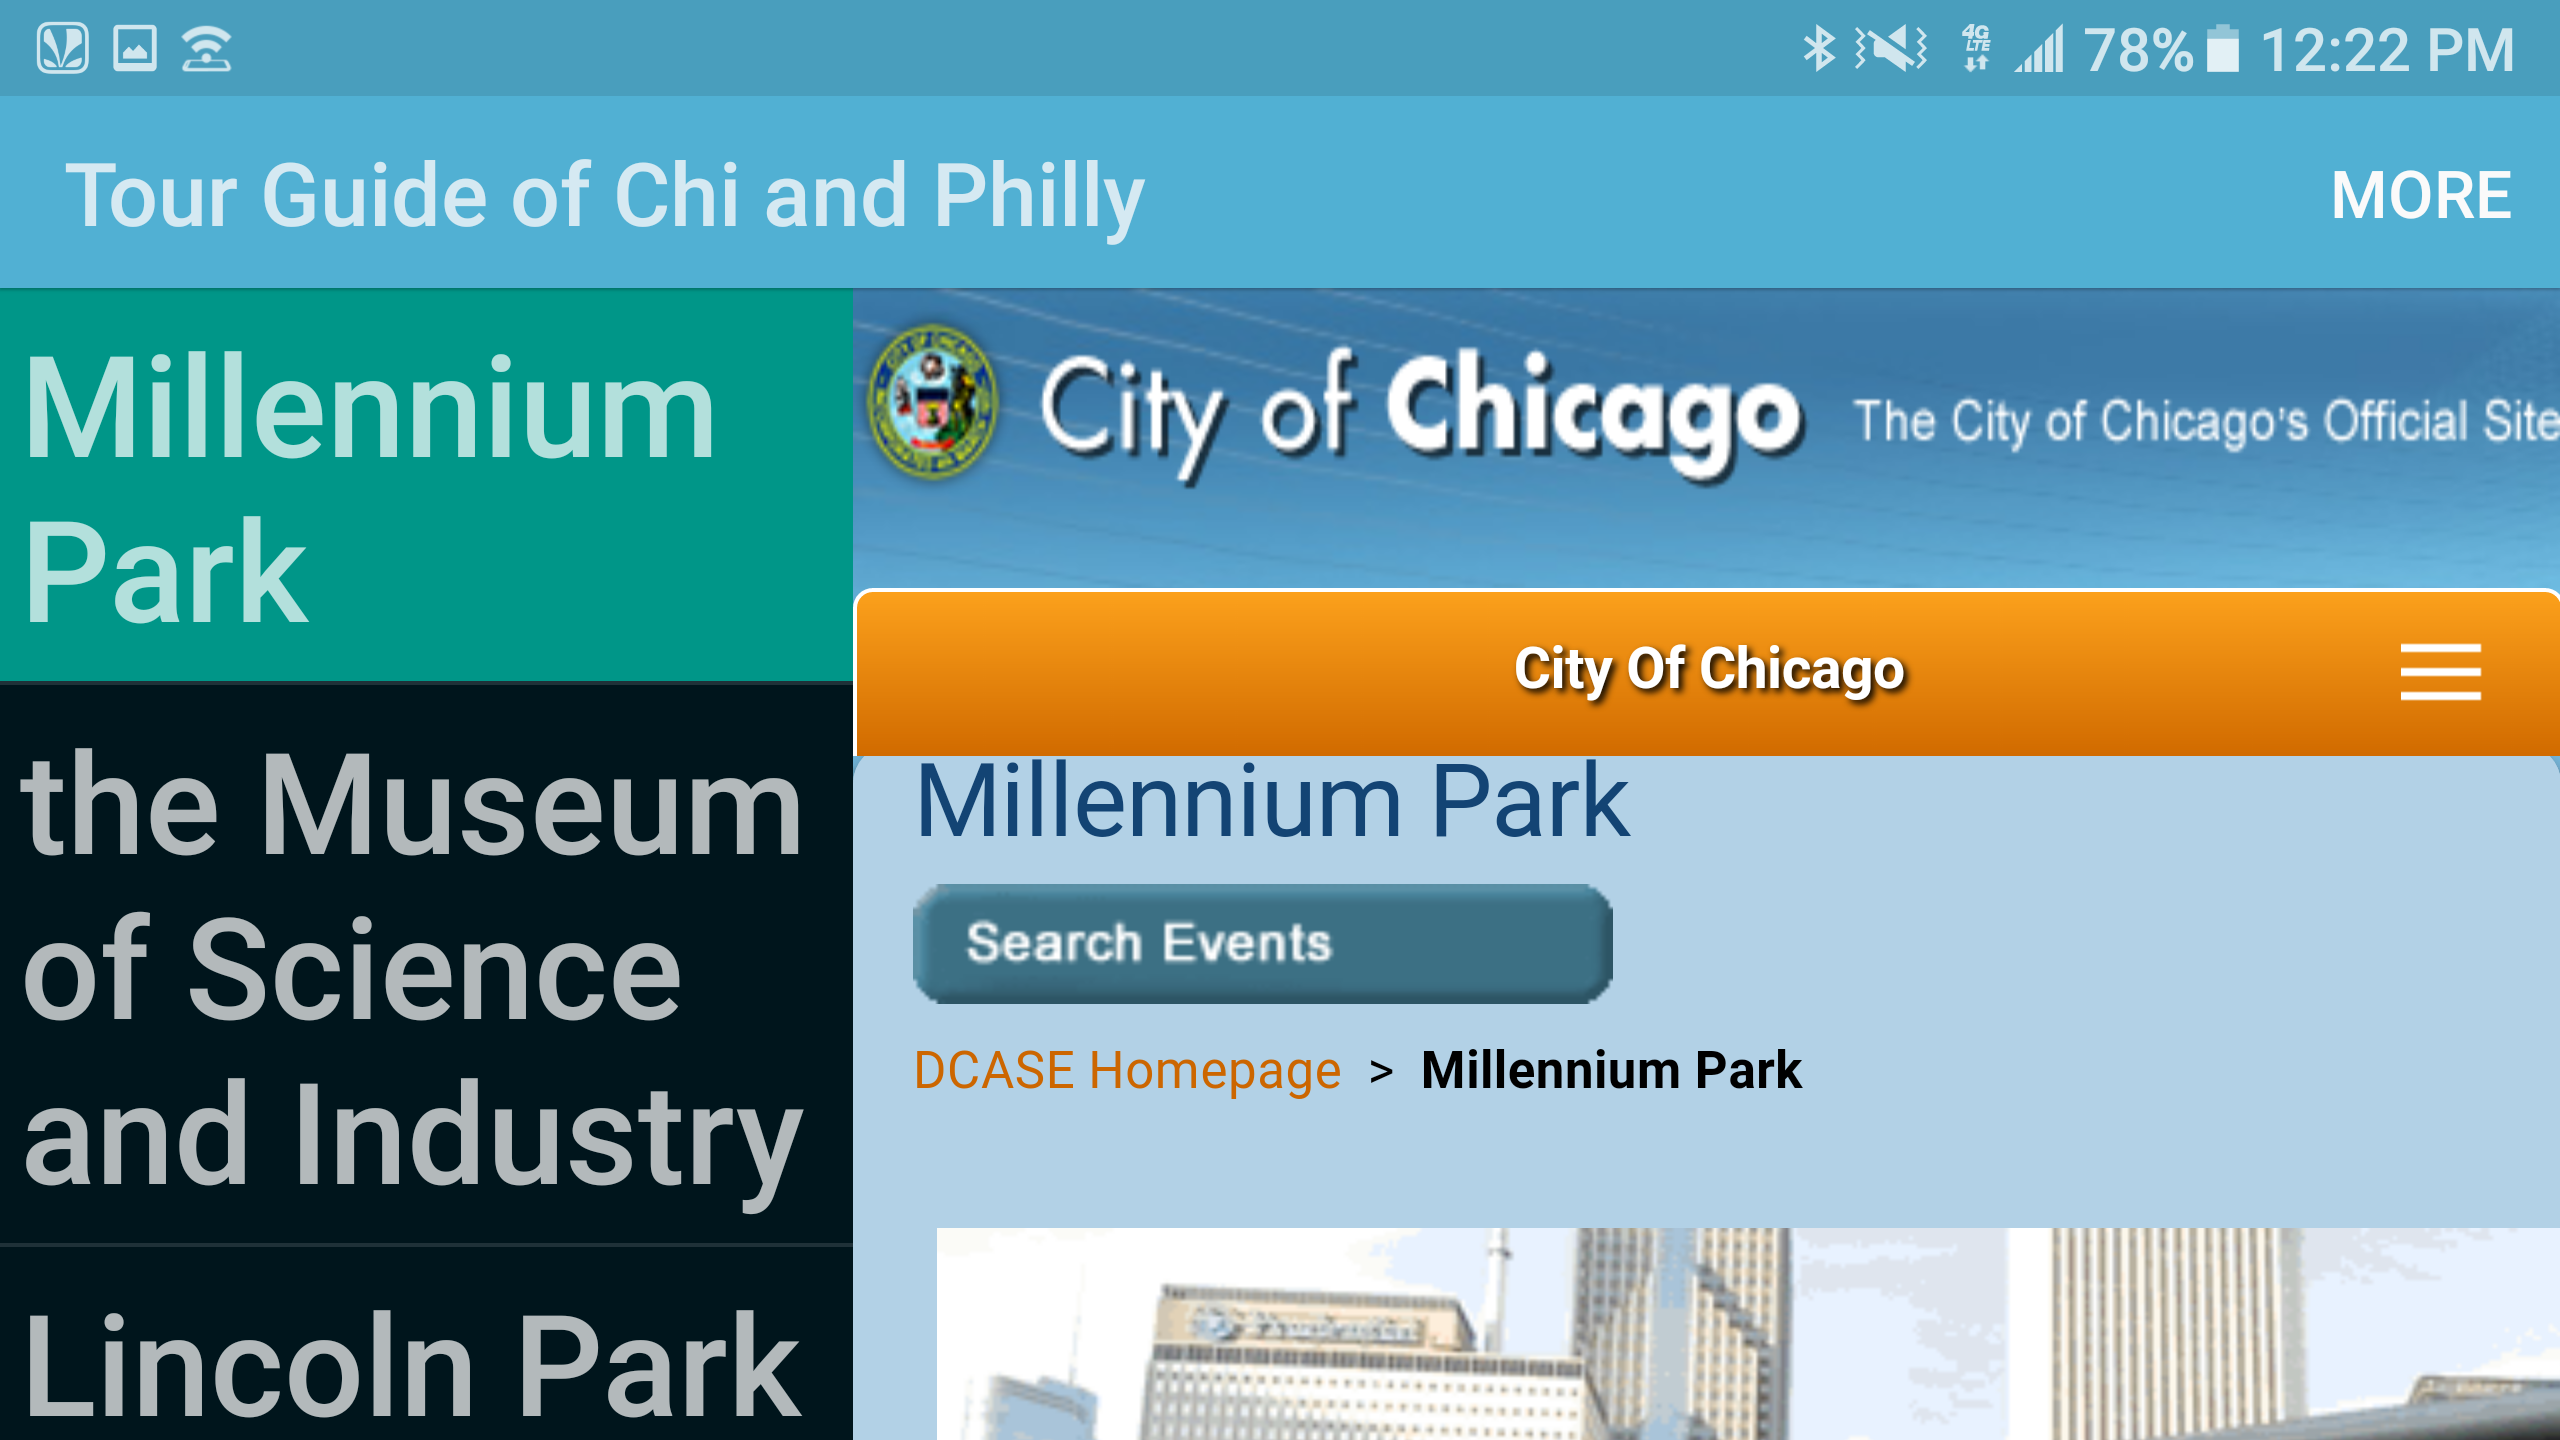 4G
LTE
78%
12:22 PM
Tour Guide of Chi and Philly
MORE
Millennium
Park
the Museum
of Science
and Industry
Lincoln Park
City of Chicago
The City of Chicago's Official Site
City Of Chicago
Millennium Park
Search Events
DCASE Homepage > Millennium Park
Prudential